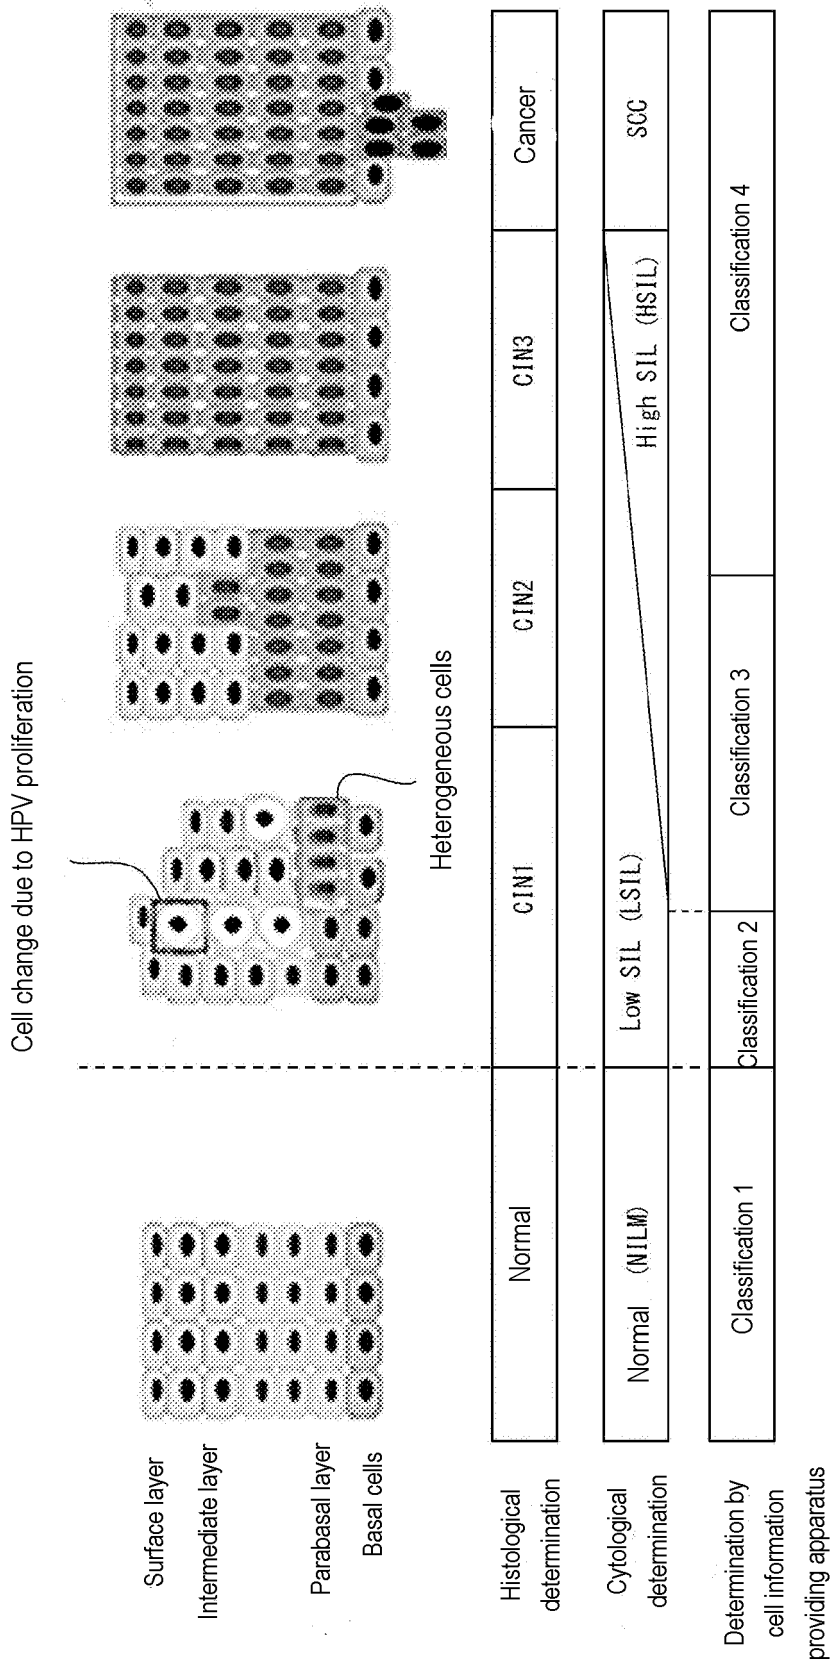 Cell change due to HPV proliferation
Surface layer
Intermediate layer
Parabasal layer
Basal cells
Heterogeneous cells
Histological
determination
Normal
CIN1
CIN2
CIN3
Cancer
Cytological
determination
Normal (NILM)
Low SIL (LSIL)
High SIL (HSIL)
SCC
Determination by
cell information
providing apparatus
Classification 1
Classification 2
Classification 3
Classification 4